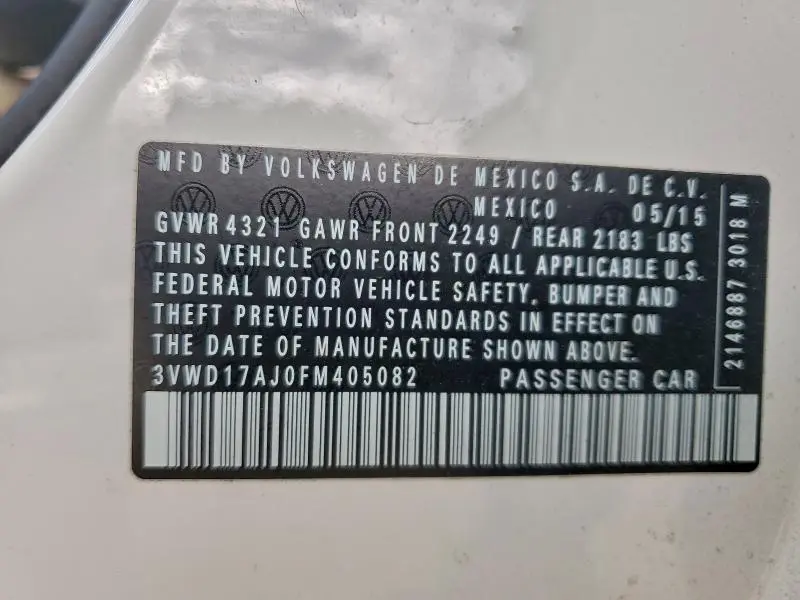 MFD BY VOLKSWAGEN DE MEXICO S.A. DE C.V.
MEXICO 05/15
GVWR 4321 GAWR FRONT 2249 / REAR 2183 LBS
THIS VEHICLE CONFORMS TO ALL APPLICABLE U.S.
FEDERAL MOTOR VEHICLE SAFETY, BUMPER AND
THEFT PREVENTION STANDARDS IN EFFECT ON
THE DATE OF MANUFACTURE SHOWN ABOVE.
3VWD17AJ0FM405082 PASSENGER CAR
2146887 3018 M